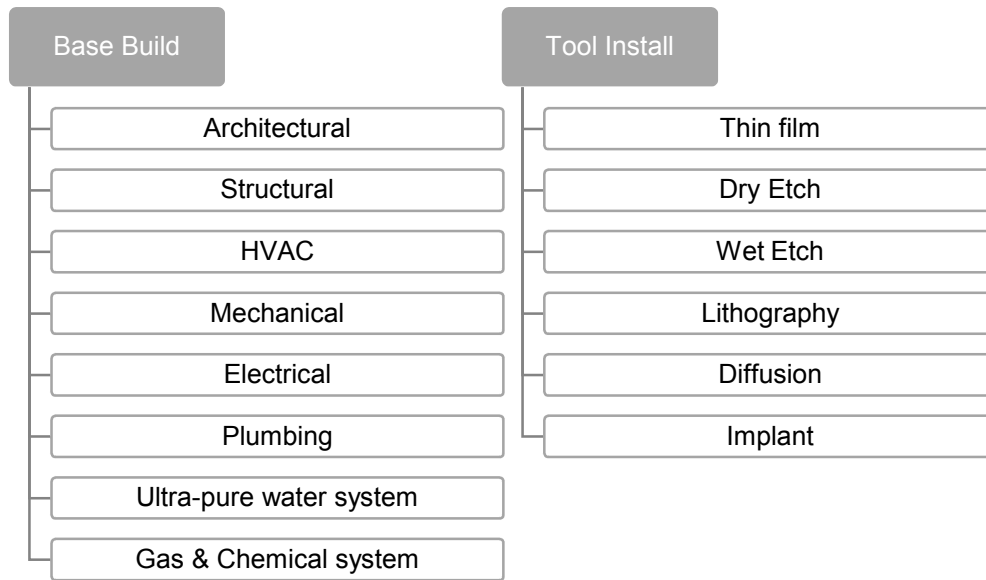 Base Build
Architectural
Structural
HVAC
Mechanical
Electrical
Plumbing
Ultra-pure water system
Gas & Chemical system
Tool Install
Thin film
Dry Etch
Wet Etch
Lithography
Diffusion
Implant